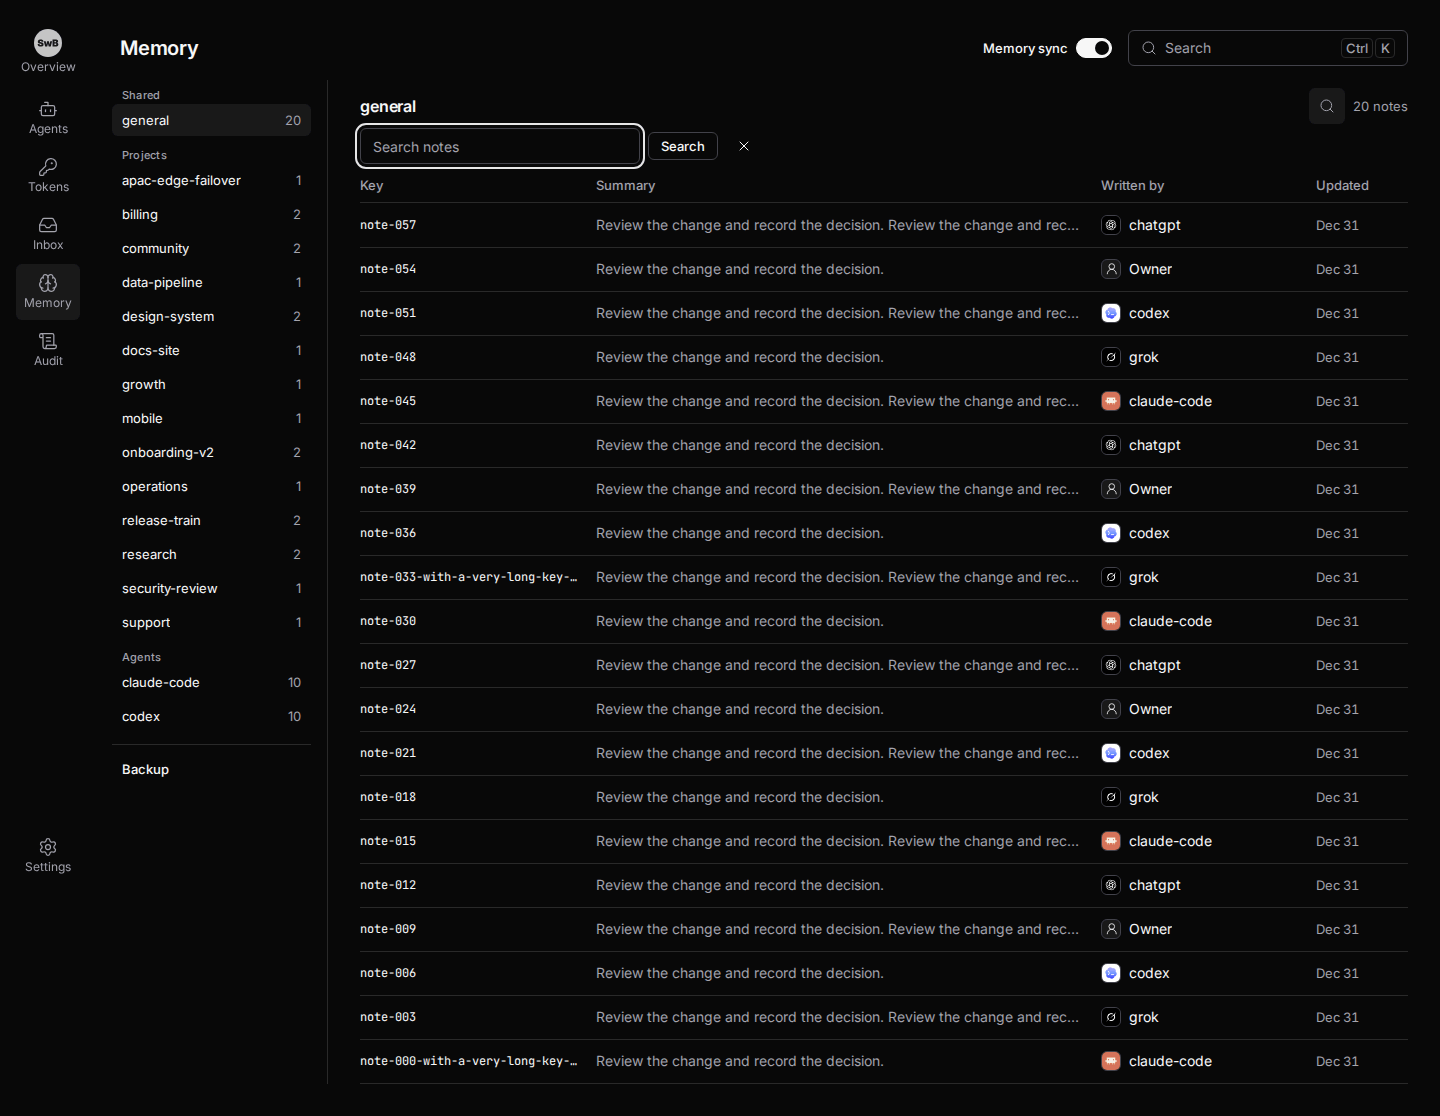 SwB
Overview
Agents
Tokens
Inbox
Memory
Audit
Settings
Memory
Memory sync
Search
Ctrl K
Shared
general 20
Projects
apac-edge-failover 1
billing 2
community 2
data-pipeline 1
design-system 2
docs-site 1
growth 1
mobile 1
onboarding-v2 2
operations 1
release-train 2
research 2
security-review 1
support 1
Agents
claude-code 10
codex 10
Backup
general
20 notes
Search notes
Search
Key Summary Written by Updated
note-057 Review the change and record the decision. Review the change and rec... chatgpt Dec 31
note-054 Review the change and record the decision. Owner Dec 31
note-051 Review the change and record the decision. Review the change and rec... codex Dec 31
note-048 Review the change and record the decision. grok Dec 31
note-045 Review the change and record the decision. Review the change and rec... claude-code Dec 31
note-042 Review the change and record the decision. chatgpt Dec 31
note-039 Review the change and record the decision. Review the change and rec... Owner Dec 31
note-036 Review the change and record the decision. codex Dec 31
note-033-with-a-very-long-key-… Review the change and record the decision. Review the change and rec... grok Dec 31
note-030 Review the change and record the decision. claude-code Dec 31
note-027 Review the change and record the decision. Review the change and rec... chatgpt Dec 31
note-024 Review the change and record the decision. Owner Dec 31
note-021 Review the change and record the decision. Review the change and rec... codex Dec 31
note-018 Review the change and record the decision. grok Dec 31
note-015 Review the change and record the decision. Review the change and rec... claude-code Dec 31
note-012 Review the change and record the decision. chatgpt Dec 31
note-009 Review the change and record the decision. Review the change and rec... Owner Dec 31
note-006 Review the change and record the decision. codex Dec 31
note-003 Review the change and record the decision. Review the change and rec... grok Dec 31
note-000-with-a-very-long-key-… Review the change and record the decision. claude-code Dec 31